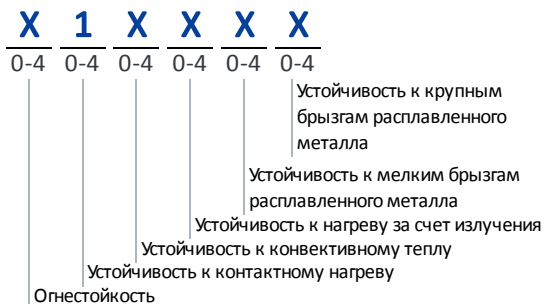 X 1 X X X X
0-4 0-4 0-4 0-4 0-4 0-4
Устойчивость к крупным
брызгам расплавленного
металла
Устойчивость к мелким брызгам
расплавленного металла
Устойчивость к нагреву за счет излучения
Устойчивость к конвективному теплу
Устойчивость к контактному нагреву
Огнестойкость